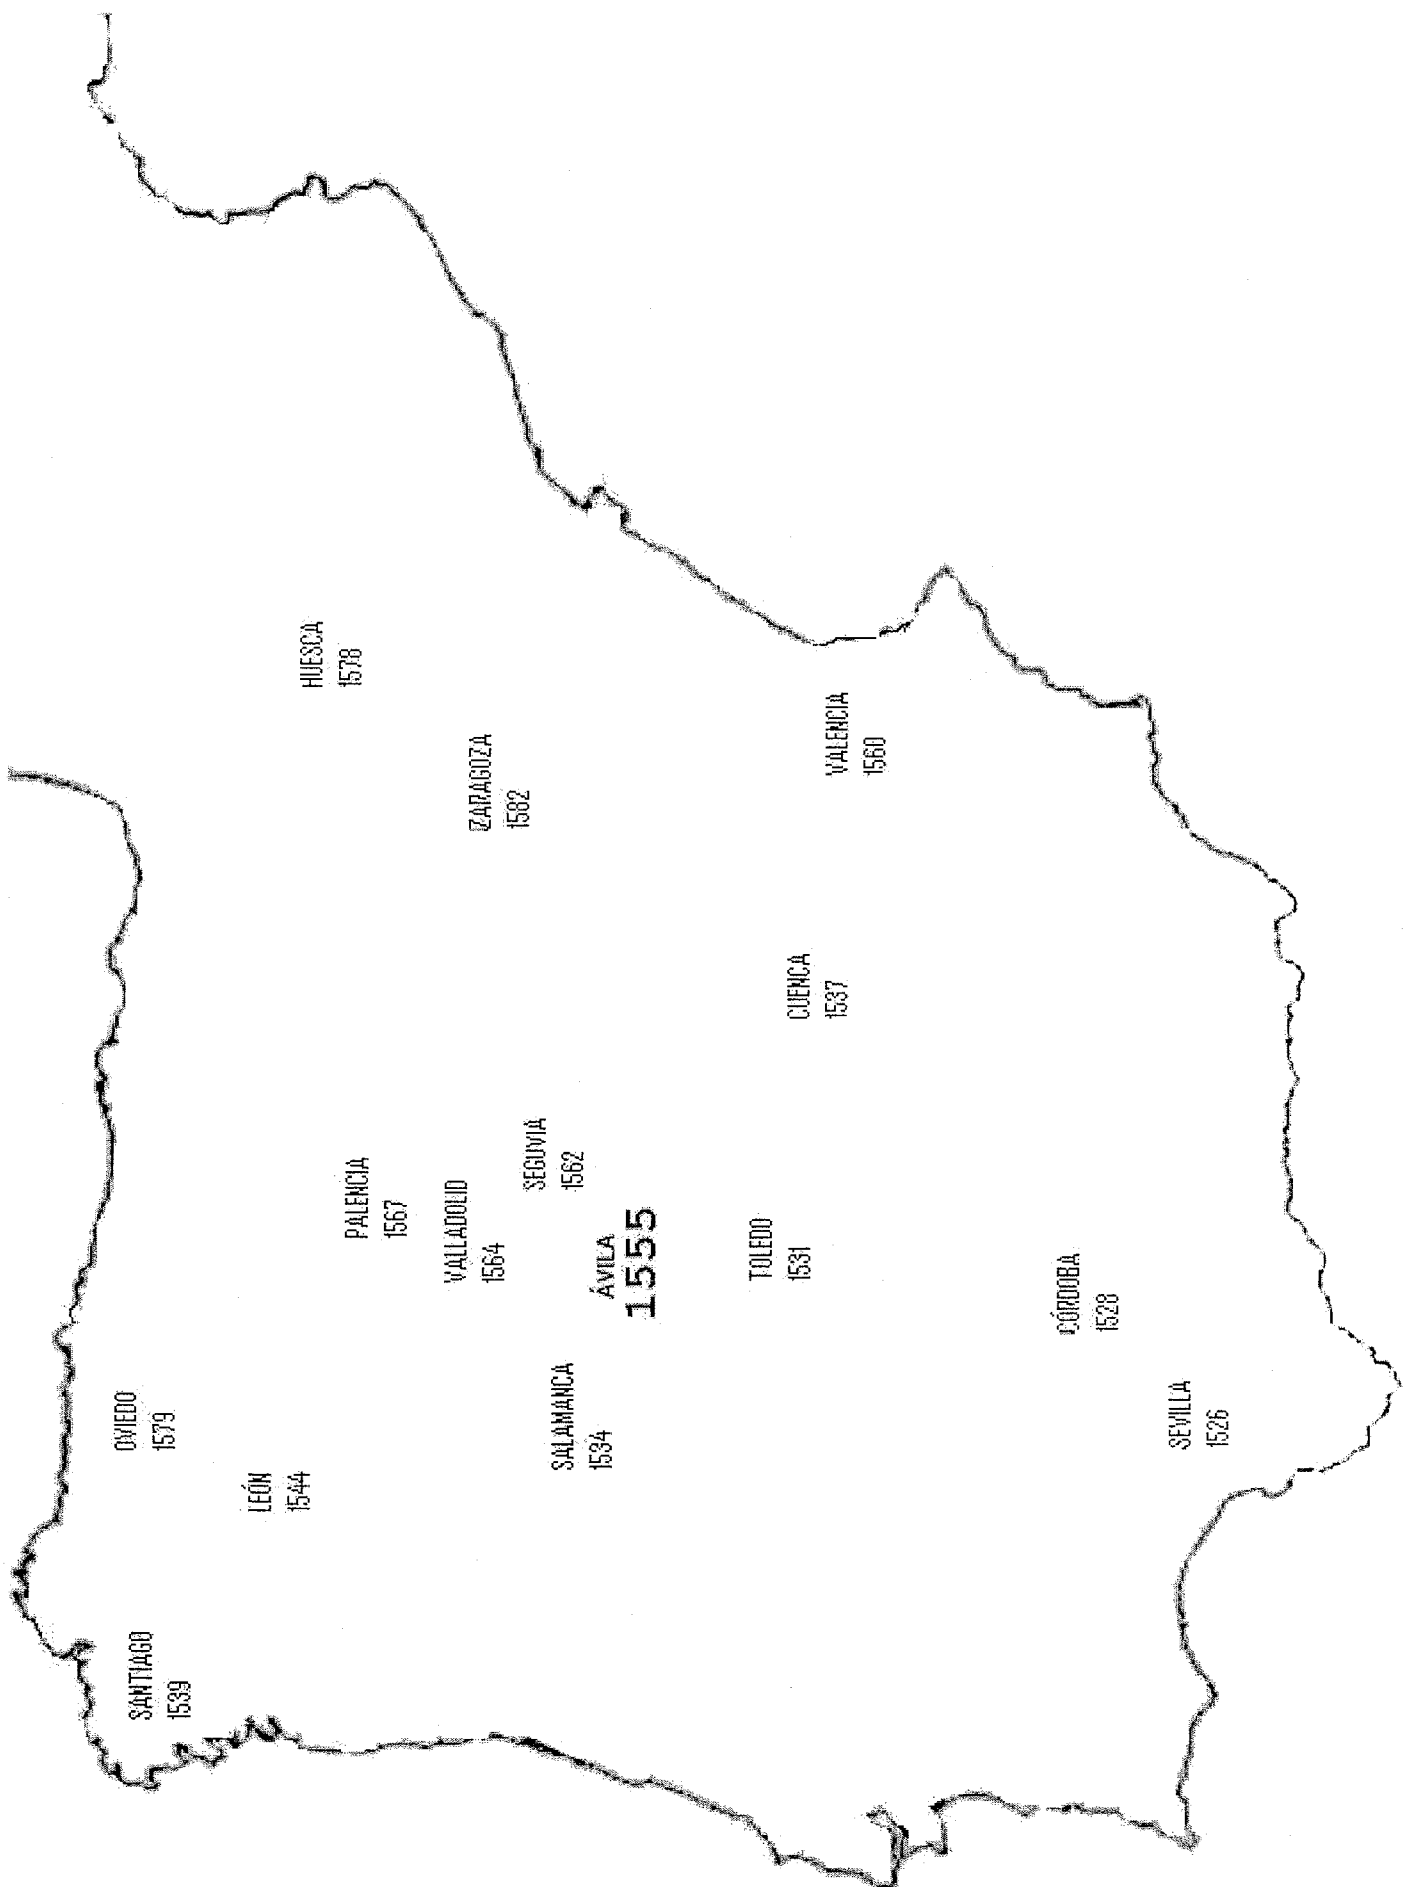 SANTIAGO
1539
OVIEDO
1579
LEÓN
1544
HUESCA
1578
PALENCIA
1567
VALLADOLID
1564
ZARAGOZA
1582
SEGOVIA
1562
SALAMANCA
1534
ÁVILA
1555
TOLEDO
1531
CUENCA
1537
VALENCIA
1560
CÓRDOBA
1528
SEVILLA
1526